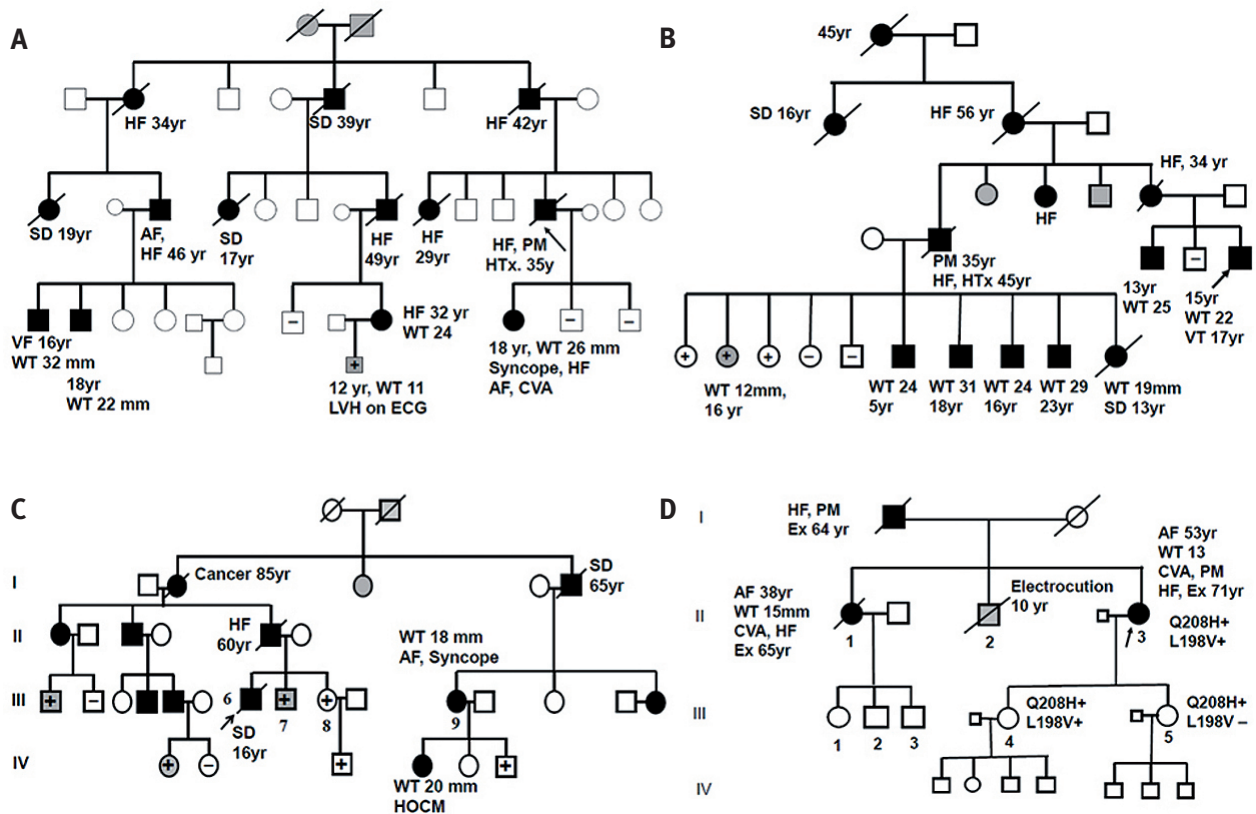 A
HF 34yr
SD 39yr
HF 42yr
SD 19yr
AF,
HF 46 yr
SD
17yr
HF
49yr
HF
29yr
HF, PM
HTx. 35y
VF 16yr
WT 32 mm
18yr
WT 22 mm
−
HF 32 yr
WT 24
+
12 yr, WT 11
LVH on ECG
18 yr, WT 26 mm
Syncope, HF
AF, CVA
−
−
B
45yr
SD 16yr
HF 56 yr
HF, 34 yr
HF
PM 35yr
HF, HTx 45yr
13yr
WT 25
−
15yr
WT 22
VT 17yr
+
+
+
−
−
WT 12mm,
16 yr
WT 24
5yr
WT 31
18yr
WT 24
16yr
WT 29
23yr
WT 19mm
SD 13yr
C
I
Cancer 85yr
SD
65yr
II
HF
60yr
WT 18 mm
AF, Syncope
III
+
−
6
+
+
SD
16yr
7
8
9
IV
+
−
+
+
WT 20 mm
HOCM
D
I
HF, PM
Ex 64 yr
AF 53yr
WT 13
CVA, PM
HF, Ex 71yr
II
AF 38yr
WT 15mm
CVA, HF
Ex 65yr
1
Electrocution
10 yr
2
3
Q208H+
L198V+
III
1
2
3
Q208H+
L198V+
4
Q208H+
L198V −
5
IV